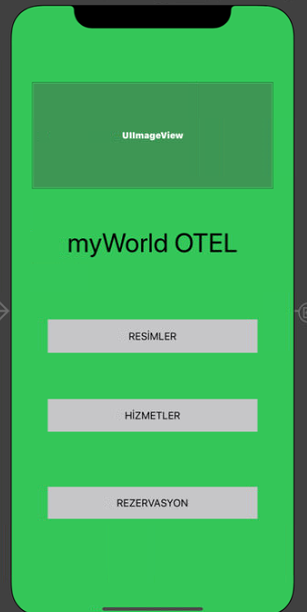 UIImageView
myWorld OTEL
RESİMLER
HİZMETLER
REZERVASYON